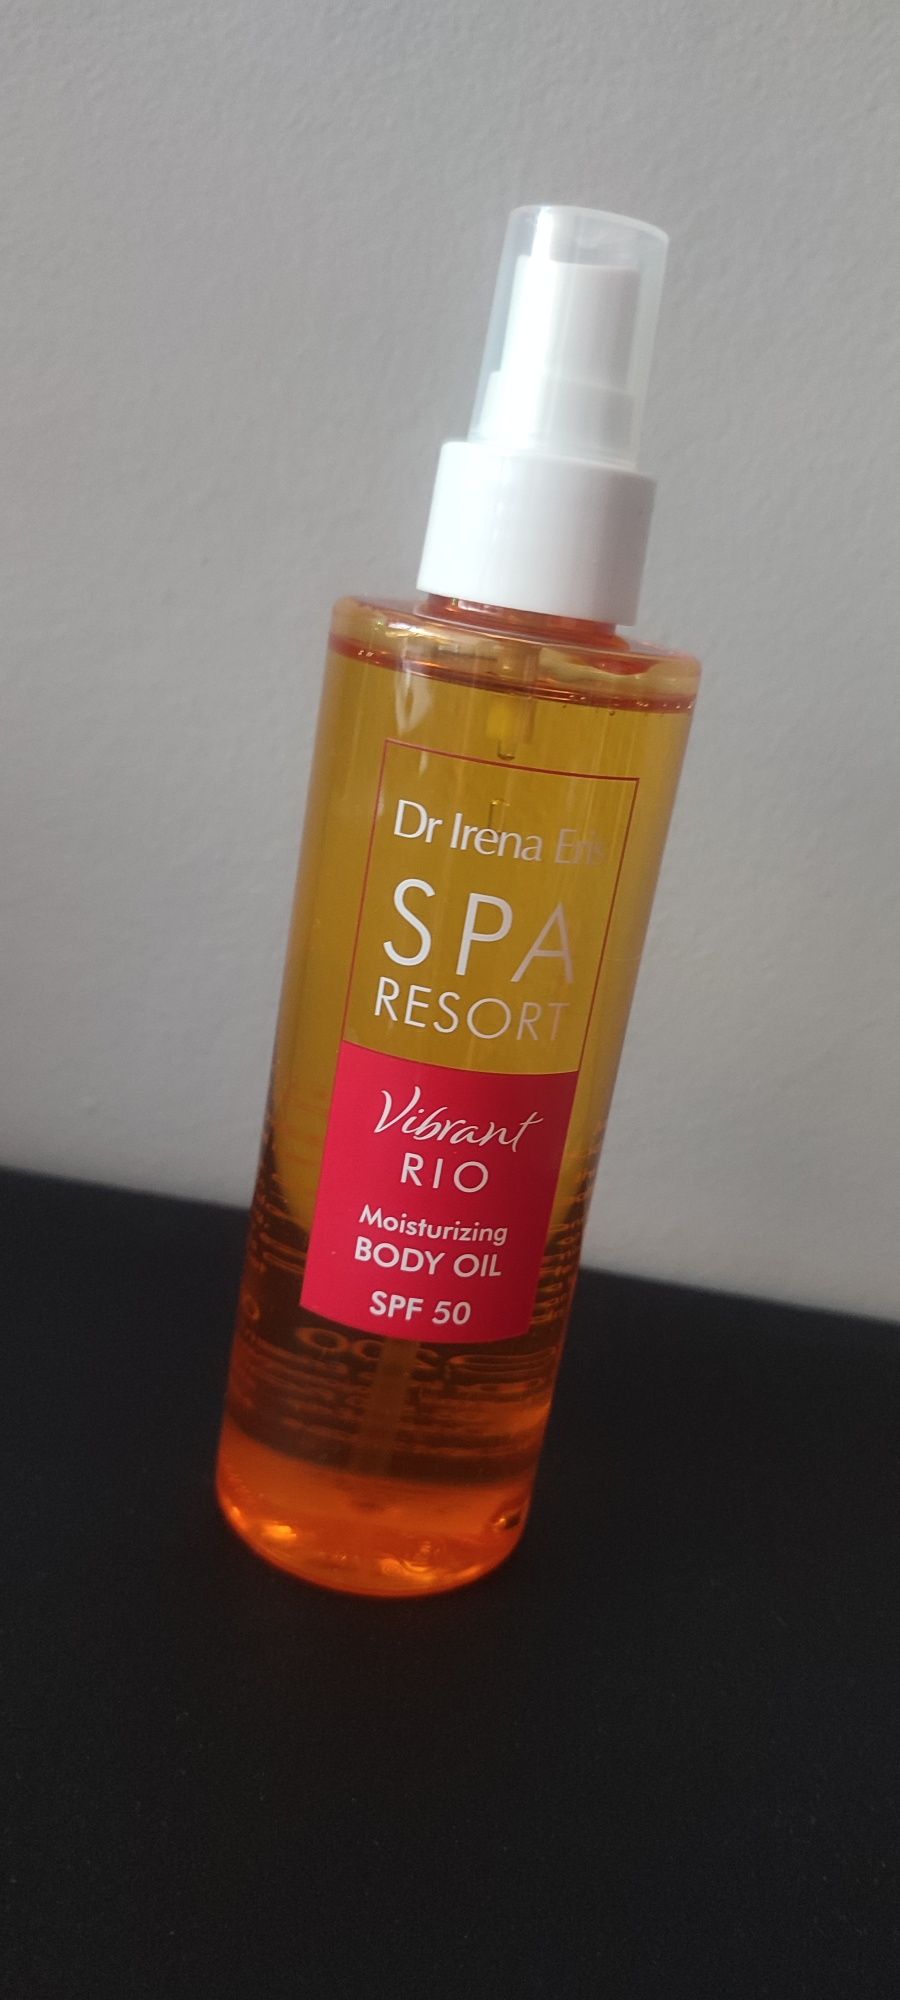 Dr Irena Eris
SPA
RESORT
Vibrant
RIO
Moisturizing
BODY OIL
SPF 50